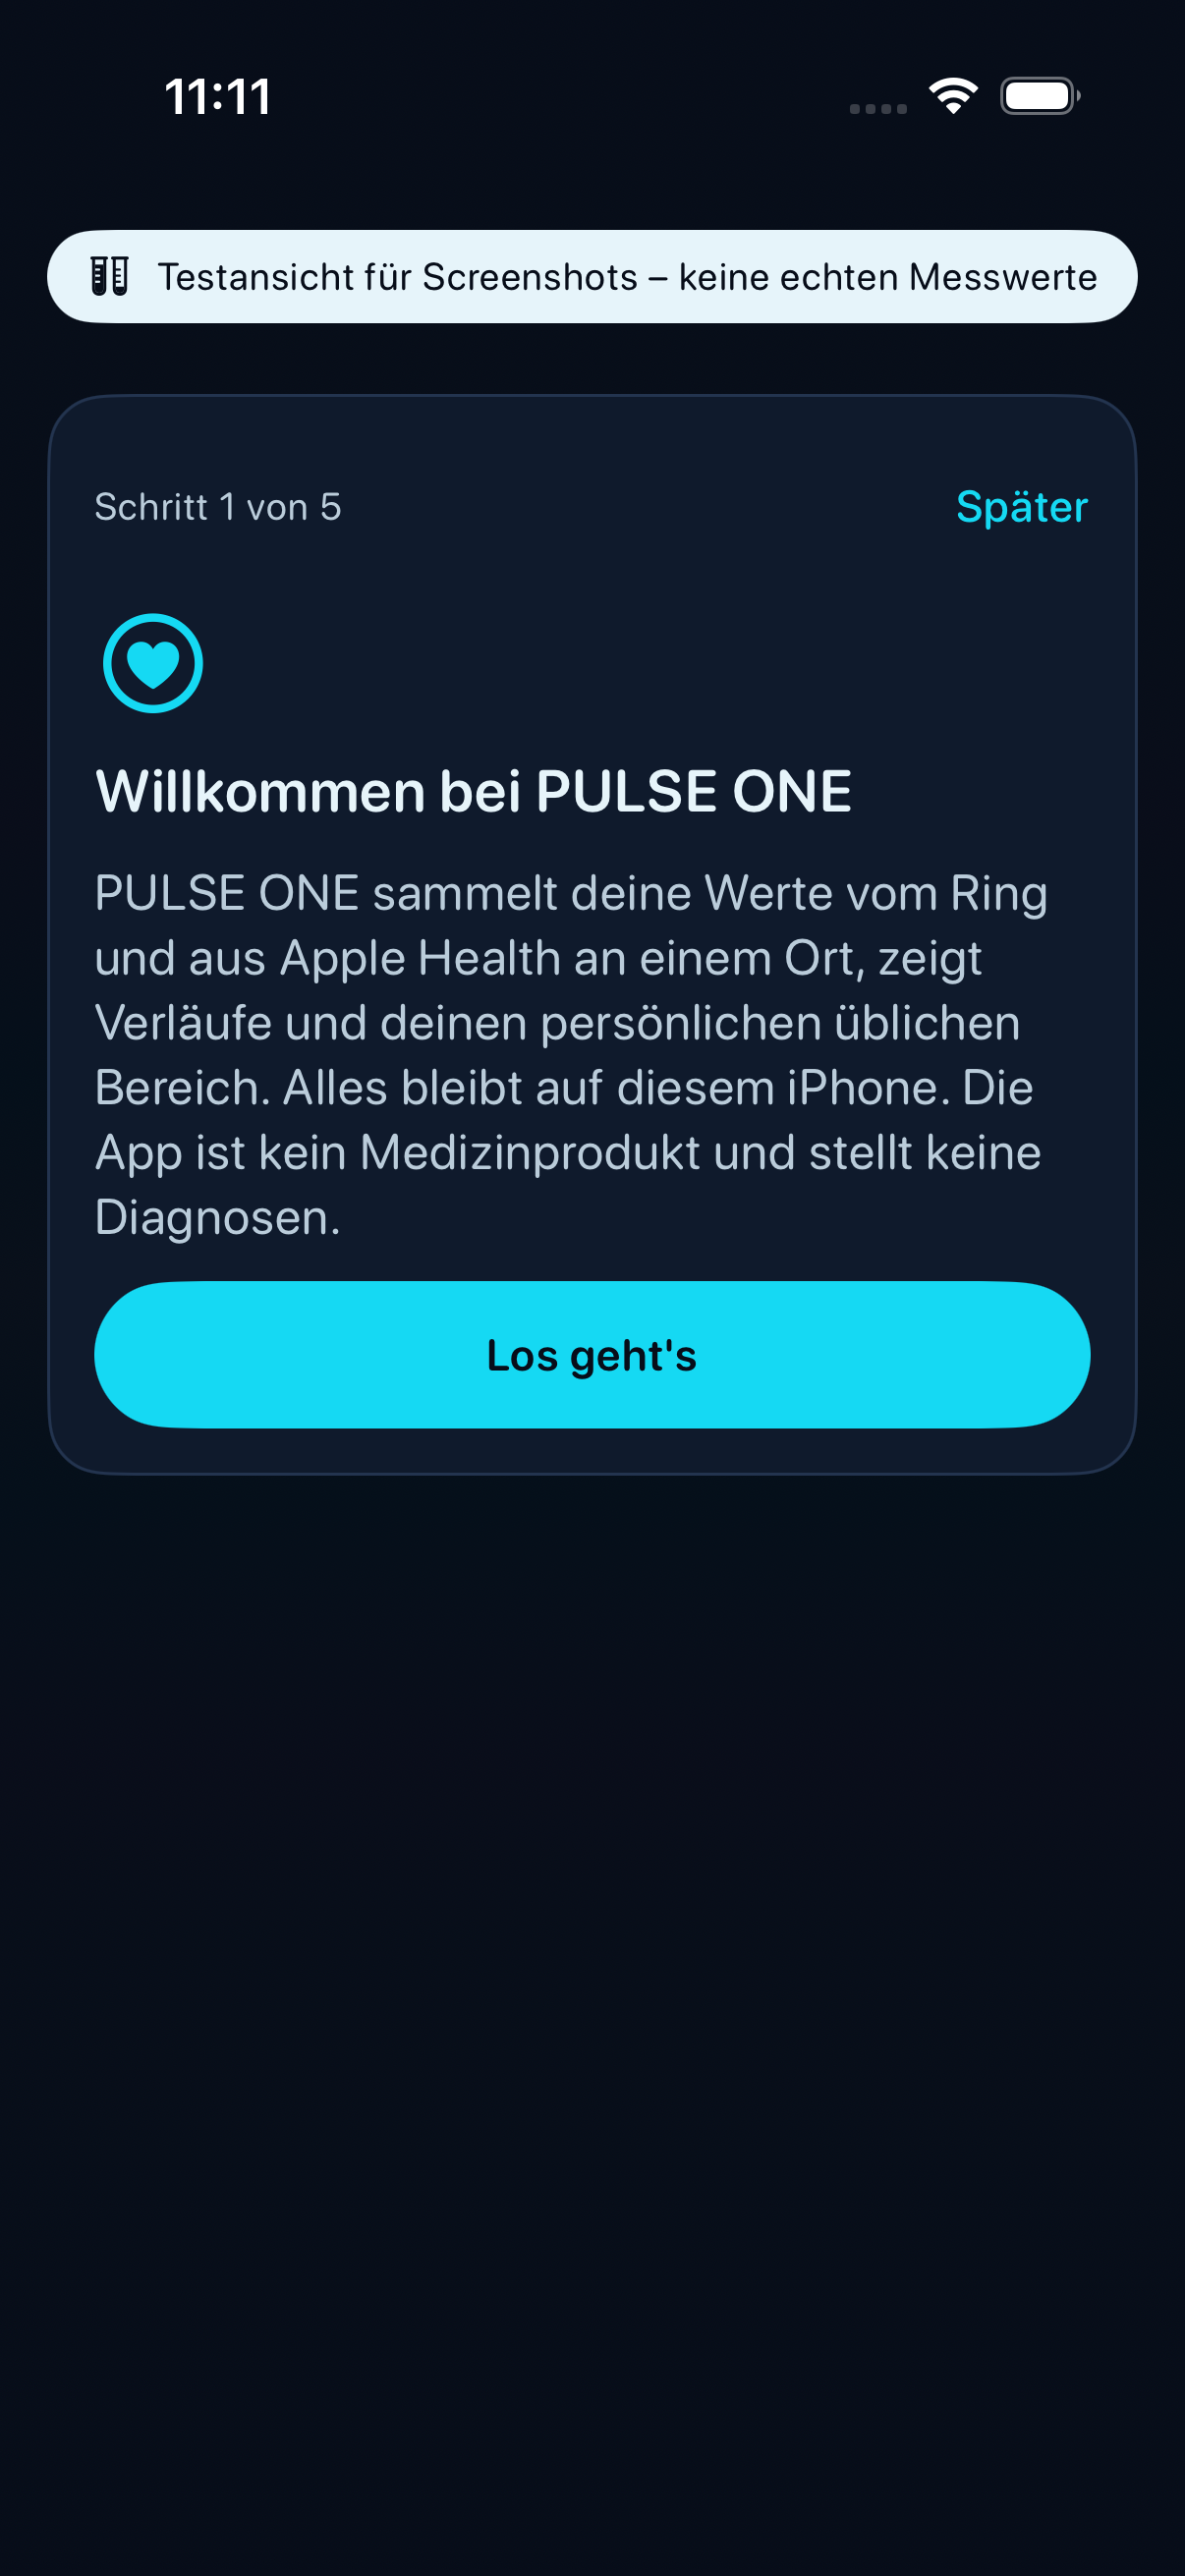 11:11
Testansicht für Screenshots – keine echten Messwerte
Schritt 1 von 5
Später
Willkommen bei PULSE ONE
PULSE ONE sammelt deine Werte vom Ring
und aus Apple Health an einem Ort, zeigt
Verläufe und deinen persönlichen üblichen
Bereich. Alles bleibt auf diesem iPhone. Die
App ist kein Medizinprodukt und stellt keine
Diagnosen.
Los geht's